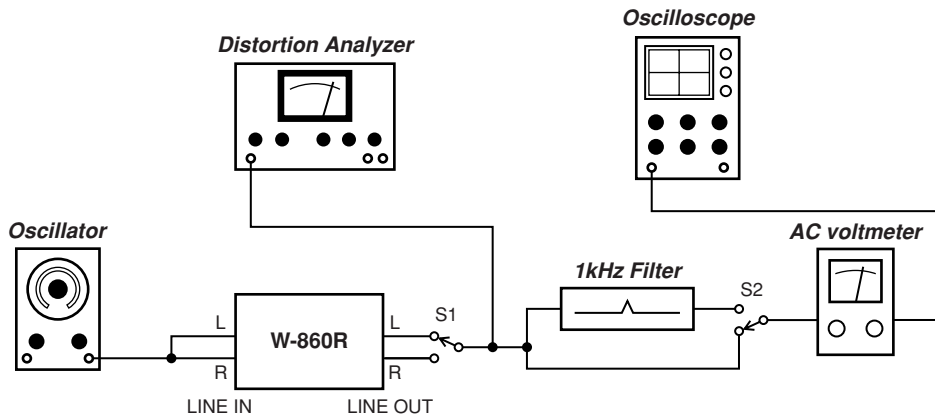 Oscilloscope
Distortion Analyzer
Oscillator
AC voltmeter
1kHz Filter
S2
S1
L
W-860R
L
R
R
LINE IN
LINE OUT